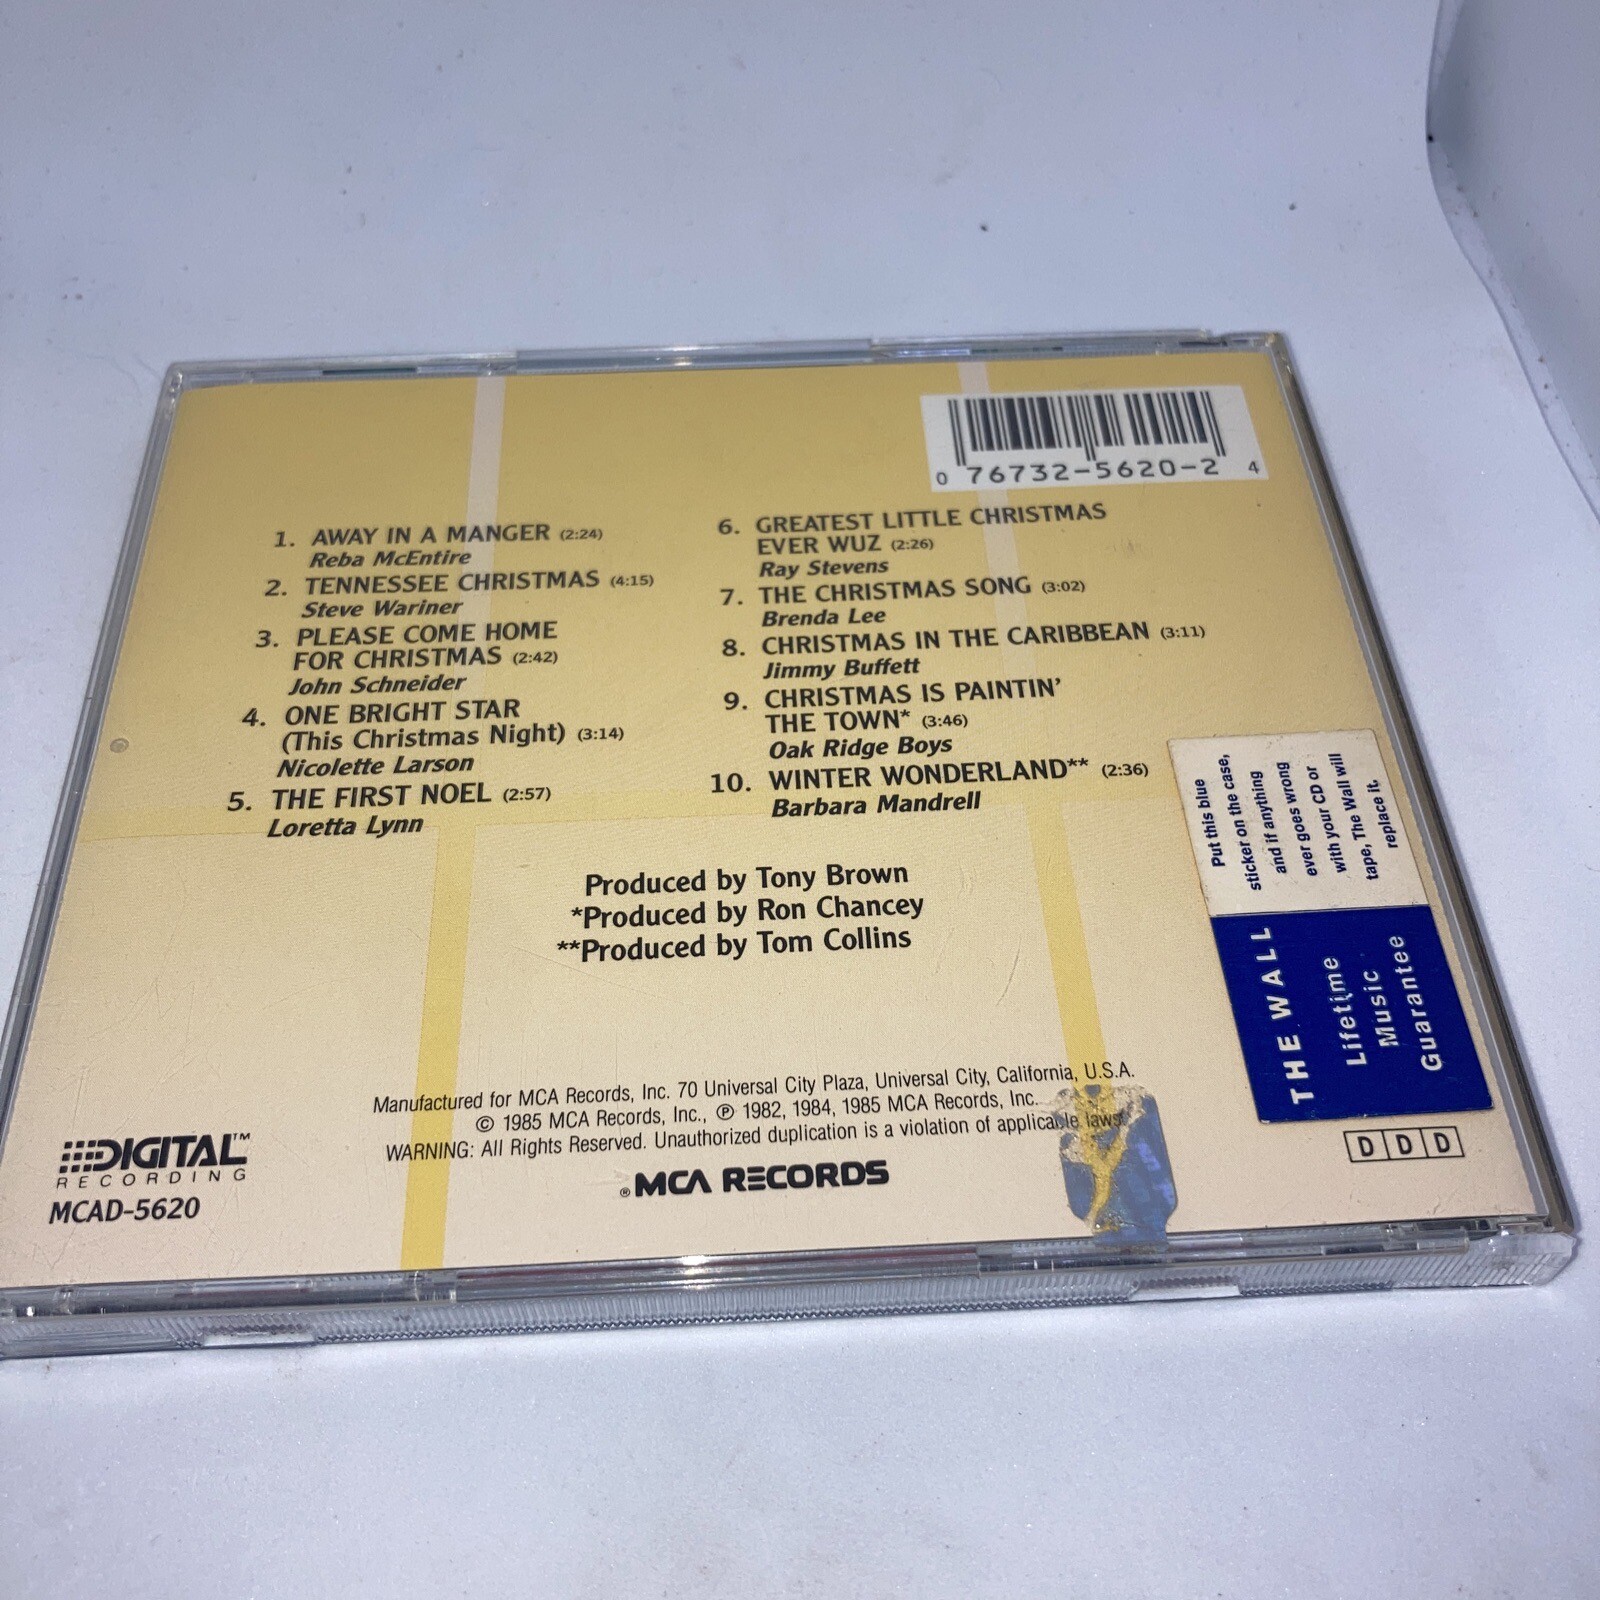 0 76732-5620-2 4
1. AWAY IN A MANGER (2:24)
Reba McEntire
2. TENNESSEE CHRISTMAS (4:15)
Steve Wariner
3. PLEASE COME HOME
FOR CHRISTMAS (2:42)
John Schneider
4. ONE BRIGHT STAR
(This Christmas Night) (3:14)
Nicolette Larson
5. THE FIRST NOEL (2:57)
Loretta Lynn
6. GREATEST LITTLE CHRISTMAS
EVER WUZ (2:26)
Ray Stevens
7. THE CHRISTMAS SONG (3:02)
Brenda Lee
8. CHRISTMAS IN THE CARIBBEAN (3:11)
Jimmy Buffett
9. CHRISTMAS IS PAINTIN'
THE TOWN* (3:46)
Oak Ridge Boys
10. WINTER WONDERLAND** (2:36)
Barbara Mandrell
Produced by Tony Brown
*Produced by Ron Chancey
**Produced by Tom Collins
Put this blue
sticker on the case,
and if anything
ever goes wrong
with your CD or
tape, The Wall will
replace it.
THE WALL
Lifetime
Music
Guarantee
Manufactured for MCA Records, Inc. 70 Universal City Plaza, Universal City, California, U.S.A.
© 1985 MCA Records, Inc., ℗ 1982, 1984, 1985 MCA Records, Inc.
WARNING: All Rights Reserved. Unauthorized duplication is a violation of applicable laws.
® MCA RECORDS
DIGITAL™
RECORDING
MCAD-5620
D D D